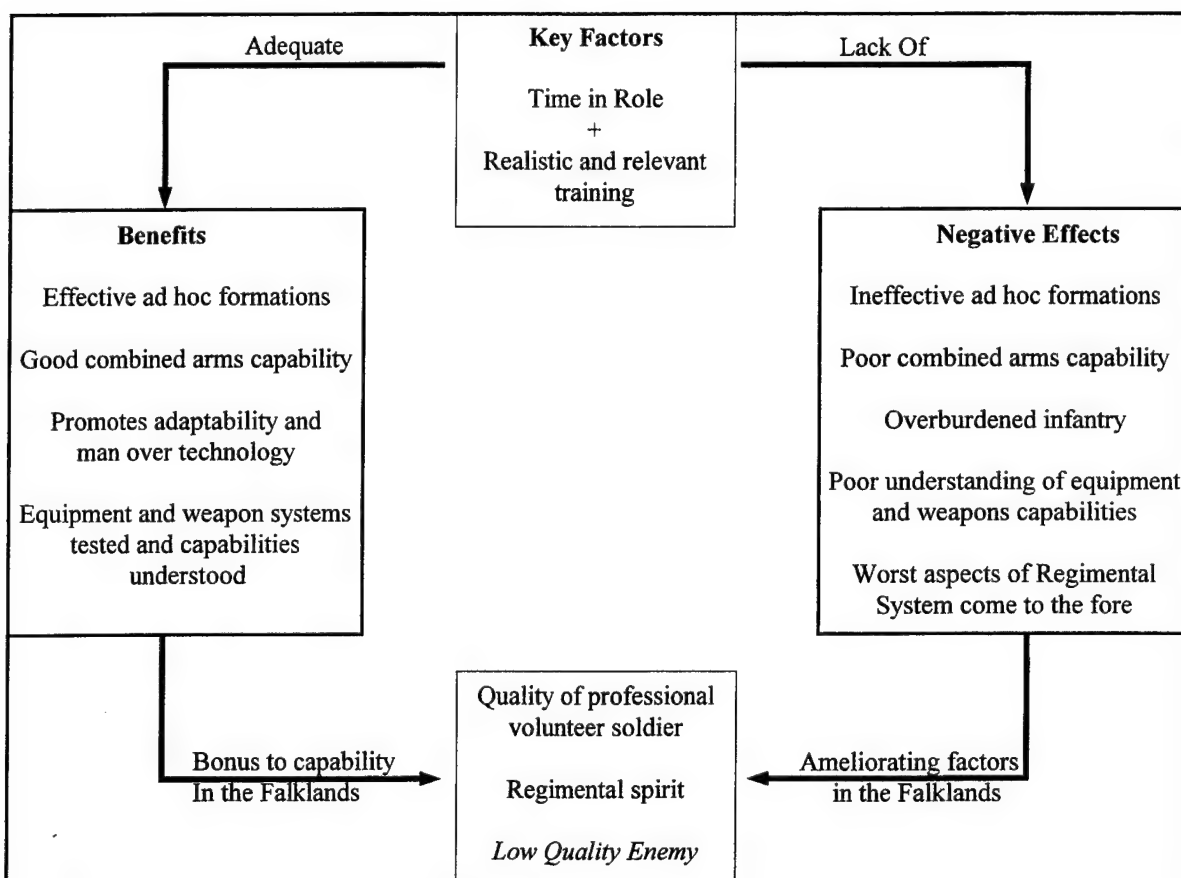 Adequate
Key Factors
Lack Of
Time in Role
+
Realistic and relevant
training
Benefits
Effective ad hoc formations
Good combined arms capability
Promotes adaptability and
man over technology
Equipment and weapon systems
tested and capabilities
understood
Negative Effects
Ineffective ad hoc formations
Poor combined arms capability
Overburdened infantry
Poor understanding of equipment
and weapons capabilities
Worst aspects of Regimental
System come to the fore
Bonus to capability
In the Falklands
Quality of professional
volunteer soldier
Regimental spirit
Low Quality Enemy
Ameliorating factors
in the Falklands